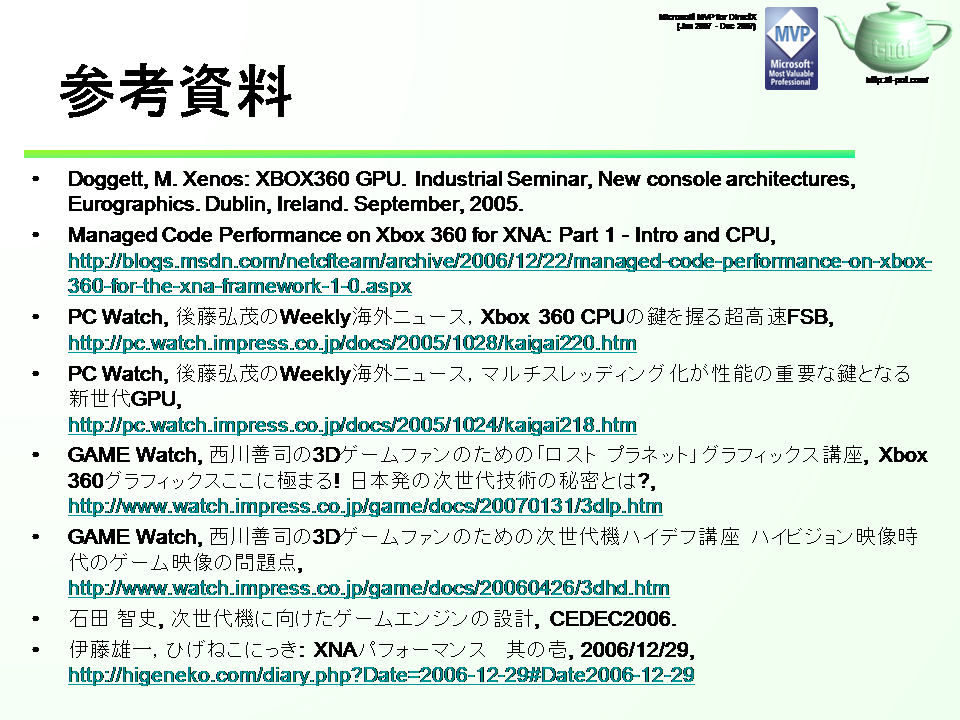 Microsoft MVP for DirectX
(Jan 2007 - Dec 2007)
MVP
Microsoft®
Most Valuable
Professional
t-pot
http://t-pot.com/
参考資料
• Doggett, M. Xenos: XBOX360 GPU. Industrial Seminar, New console architectures,
Eurographics. Dublin, Ireland. September, 2005.
• Managed Code Performance on Xbox 360 for XNA: Part 1 - Intro and CPU,
http://blogs.msdn.com/netcfteam/archive/2006/12/22/managed-code-performance-on-xbox-
360-for-the-xna-framework-1-0.aspx
• PC Watch, 後藤弘茂のWeekly海外ニュース, Xbox 360 CPUの鍵を握る超高速FSB,
http://pc.watch.impress.co.jp/docs/2005/1028/kaigai220.htm
• PC Watch, 後藤弘茂のWeekly海外ニュース, マルチスレッディング化が性能の重要な鍵となる
新世代GPU,
http://pc.watch.impress.co.jp/docs/2005/1024/kaigai218.htm
• GAME Watch, 西川善司の3Dゲームファンのための「ロスト プラネット」グラフィックス講座, Xbox
360グラフィックスここに極まる! 日本発の次世代技術の秘密とは?,
http://www.watch.impress.co.jp/game/docs/20070131/3dlp.htm
• GAME Watch, 西川善司の3Dゲームファンのための次世代機ハイデフ講座 ハイビジョン映像時
代のゲーム映像の問題点,
http://www.watch.impress.co.jp/game/docs/20060426/3dhd.htm
• 石田 智史, 次世代機に向けたゲームエンジンの設計, CEDEC2006.
• 伊藤雄一, ひげねこにっき: XNAパフォーマンス　其の壱, 2006/12/29,
http://higeneko.com/diary.php?Date=2006-12-29#Date2006-12-29